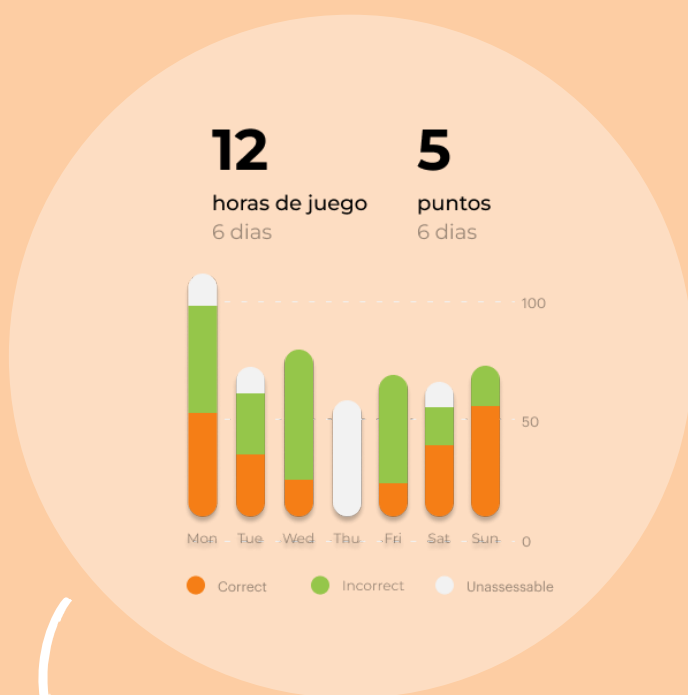 12
5
horas de juego
puntos
6 dias
6 dias
100
50
0
Mon Tue Wed Thu Fri Sat Sun
Correct Incorrect Unassessable